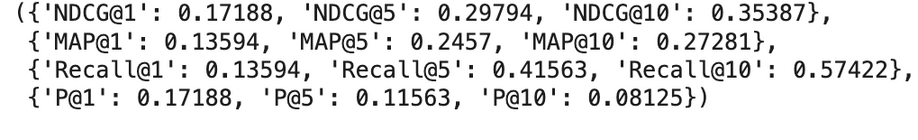 ({'NDCG@1': 0.17188, 'NDCG@5': 0.29794, 'NDCG@10': 0.35387},
{'MAP@1': 0.13594, 'MAP@5': 0.2457, 'MAP@10': 0.27281},
{'Recall@1': 0.13594, 'Recall@5': 0.41563, 'Recall@10': 0.57422},
{'P@1': 0.17188, 'P@5': 0.11563, 'P@10': 0.08125})